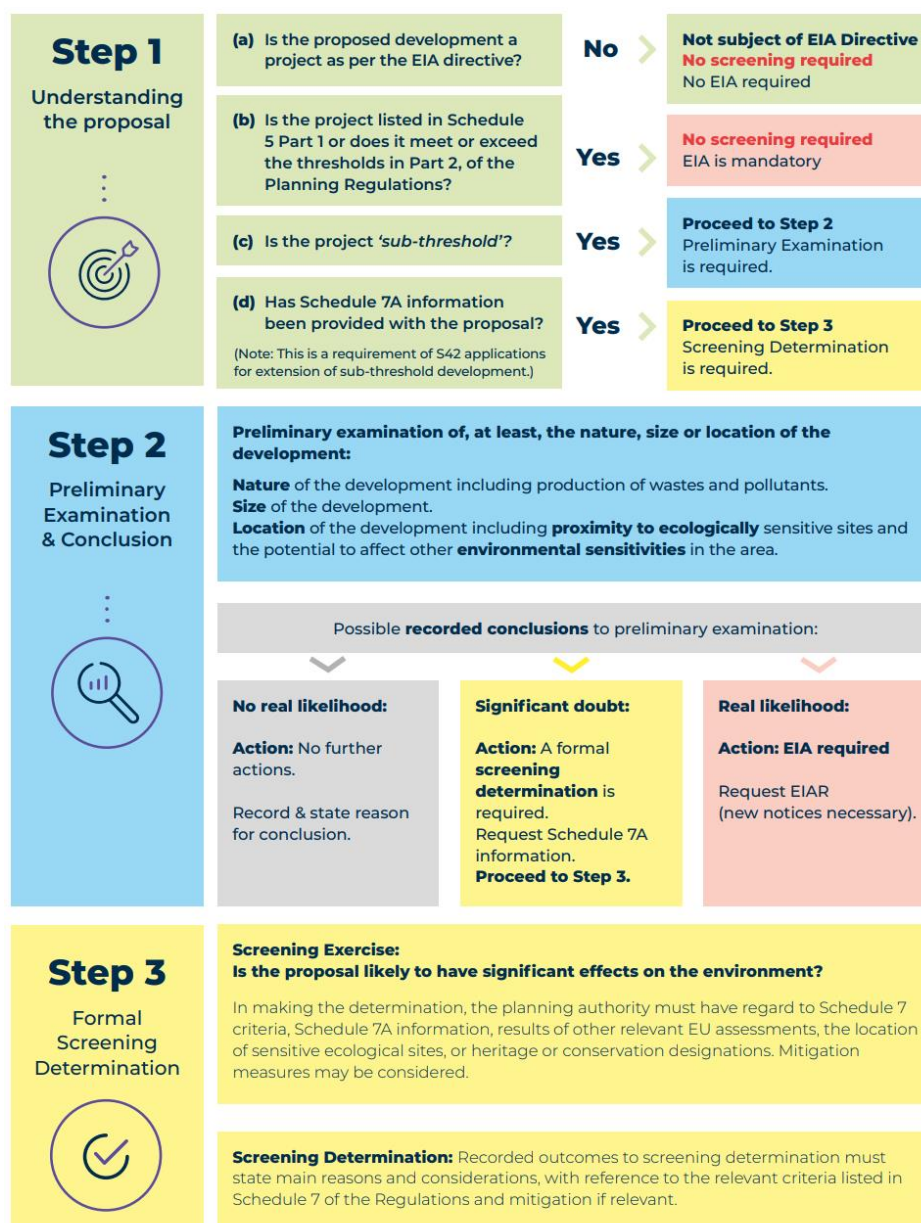 Step 1
Understanding
the proposal
(a) Is the proposed development a
project as per the EIA directive?
No
Not subject of EIA Directive
No screening required
No EIA required
(b) Is the project listed in Schedule
5 Part 1 or does it meet or exceed
the thresholds in Part 2, of the
Planning Regulations?
Yes
No screening required
EIA is mandatory
(c) Is the project ‘sub-threshold’?
Yes
Proceed to Step 2
Preliminary Examination
is required.
(d) Has Schedule 7A information
been provided with the proposal?
(Note: This is a requirement of S42 applications
for extension of sub-threshold development.)
Yes
Proceed to Step 3
Screening Determination
is required.
Step 2
Preliminary
Examination
& Conclusion
Preliminary examination of, at least, the nature, size or location of the
development:
Nature of the development including production of wastes and pollutants.
Size of the development.
Location of the development including proximity to ecologically sensitive sites and
the potential to affect other environmental sensitivities in the area.
Possible recorded conclusions to preliminary examination:
No real likelihood:
Action: No further
actions.
Record & state reason
for conclusion.
Significant doubt:
Action: A formal
screening
determination is
required.
Request Schedule 7A
information.
Proceed to Step 3.
Real likelihood:
Action: EIA required
Request EIAR
(new notices necessary).
Step 3
Formal
Screening
Determination
Screening Exercise:
Is the proposal likely to have significant effects on the environment?
In making the determination, the planning authority must have regard to Schedule 7
criteria, Schedule 7A information, results of other relevant EU assessments, the location
of sensitive ecological sites, or heritage or conservation designations. Mitigation
measures may be considered.
Screening Determination: Recorded outcomes to screening determination must
state main reasons and considerations, with reference to the relevant criteria listed in
Schedule 7 of the Regulations and mitigation if relevant.